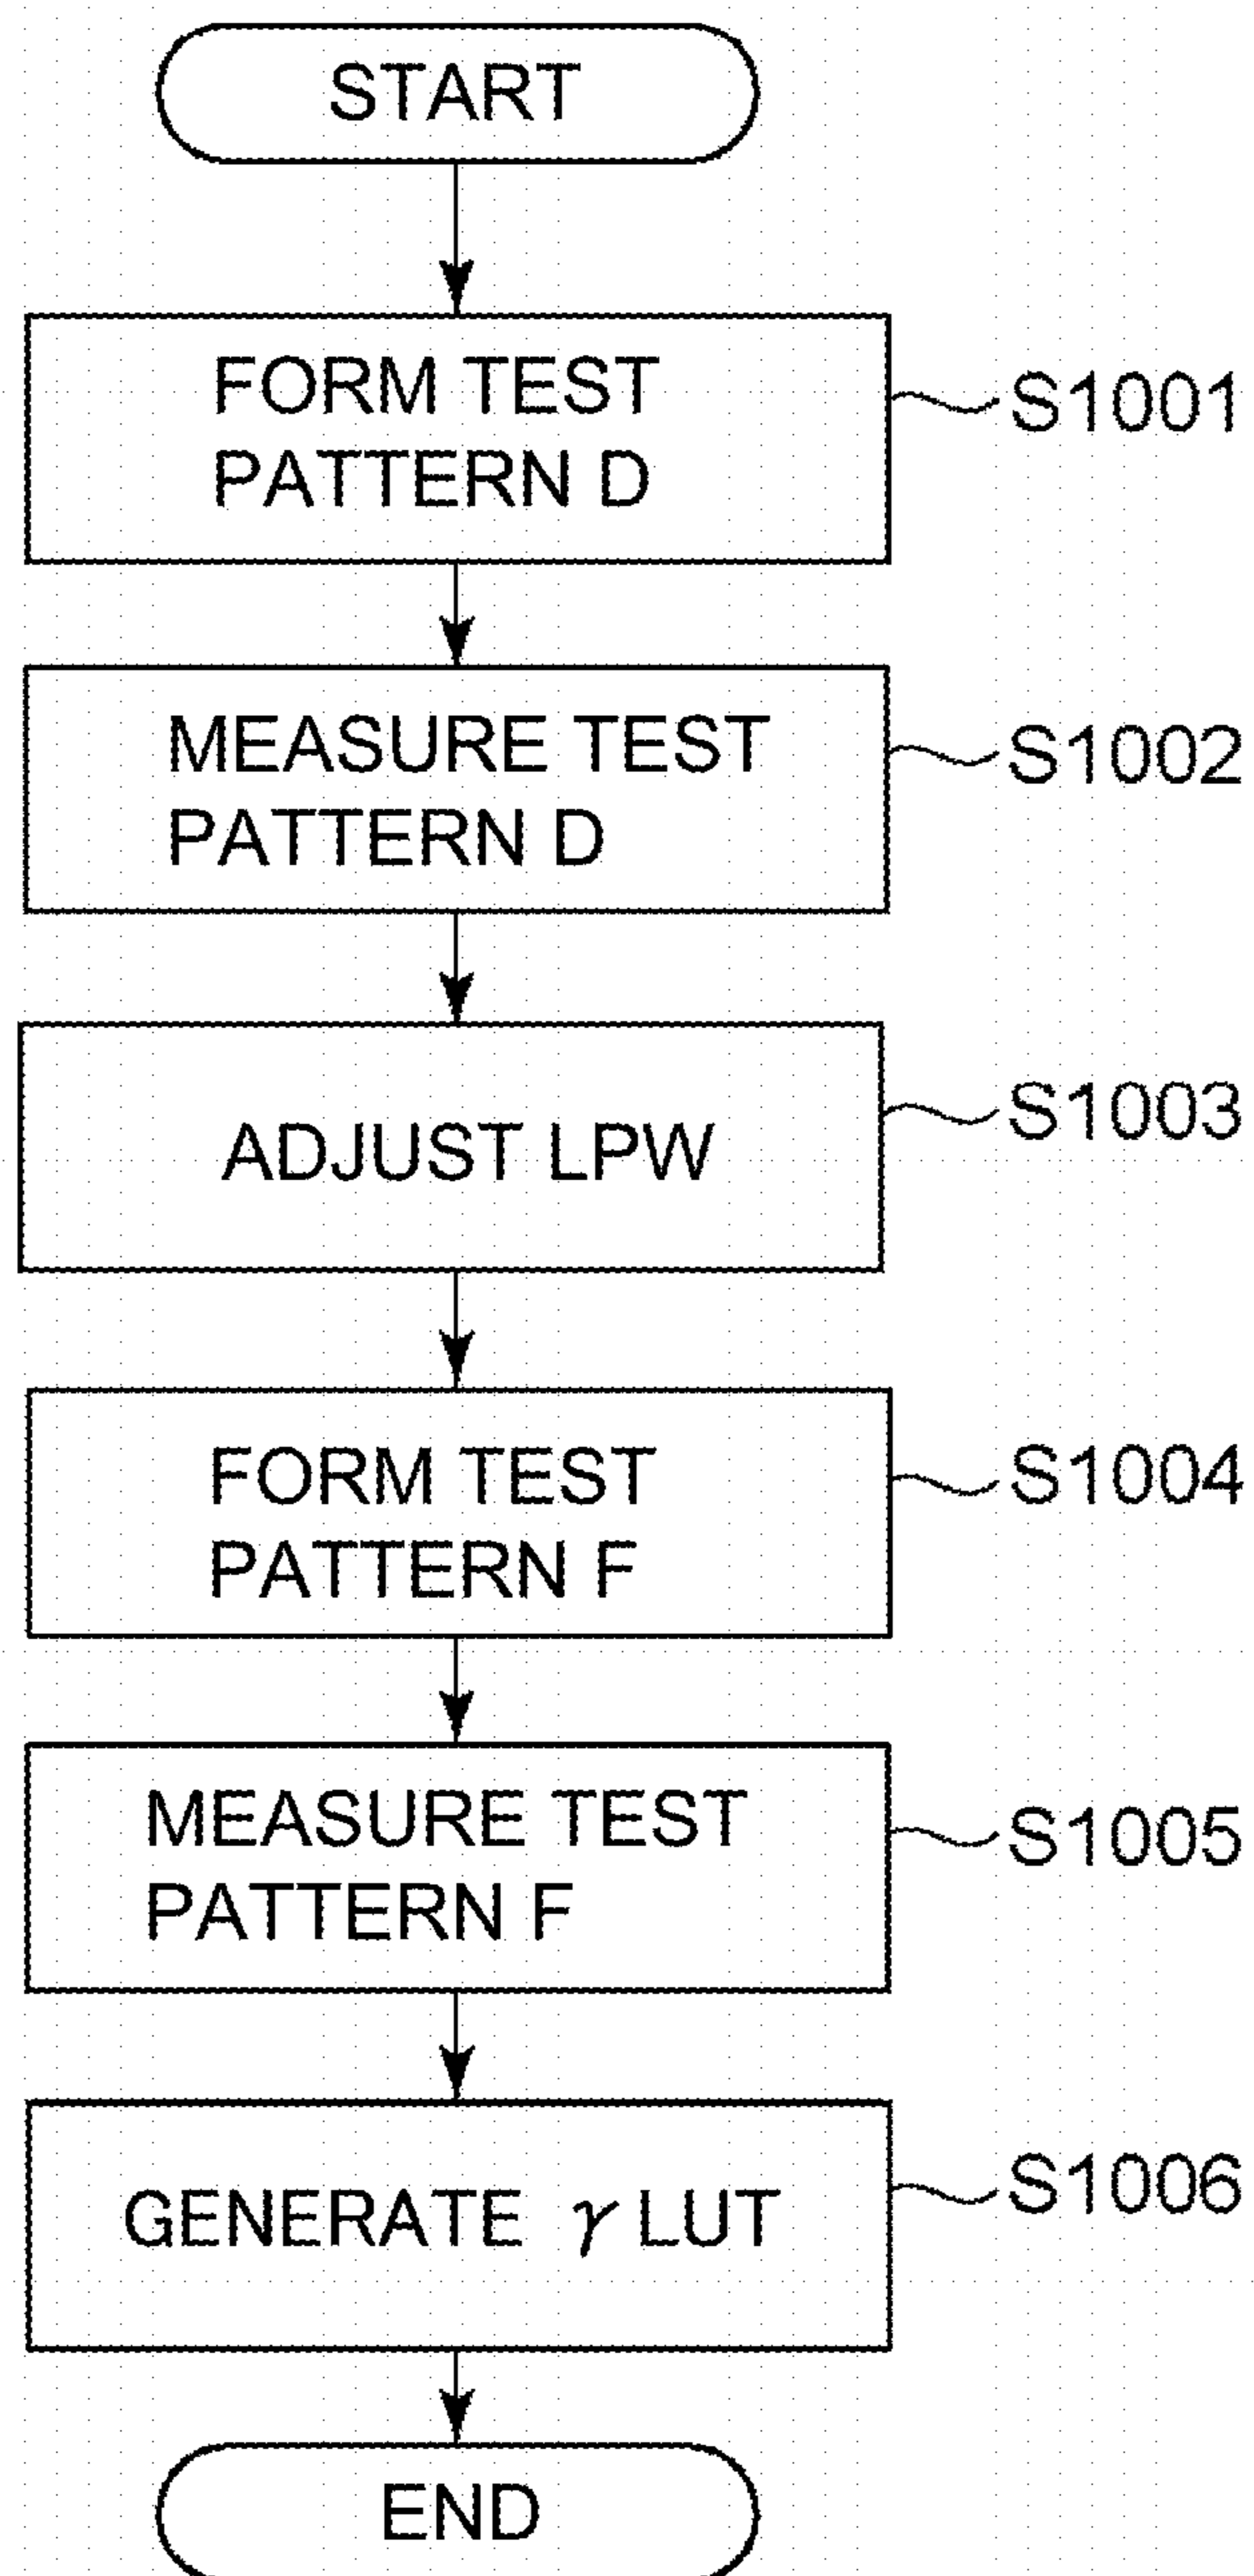 START
FORM TEST
PATTERN D
S1001
MEASURE TEST
PATTERN D
S1002
ADJUST LPW
S1003
FORM TEST
PATTERN F
S1004
MEASURE TEST
PATTERN F
S1005
GENERATE γ LUT
S1006
END